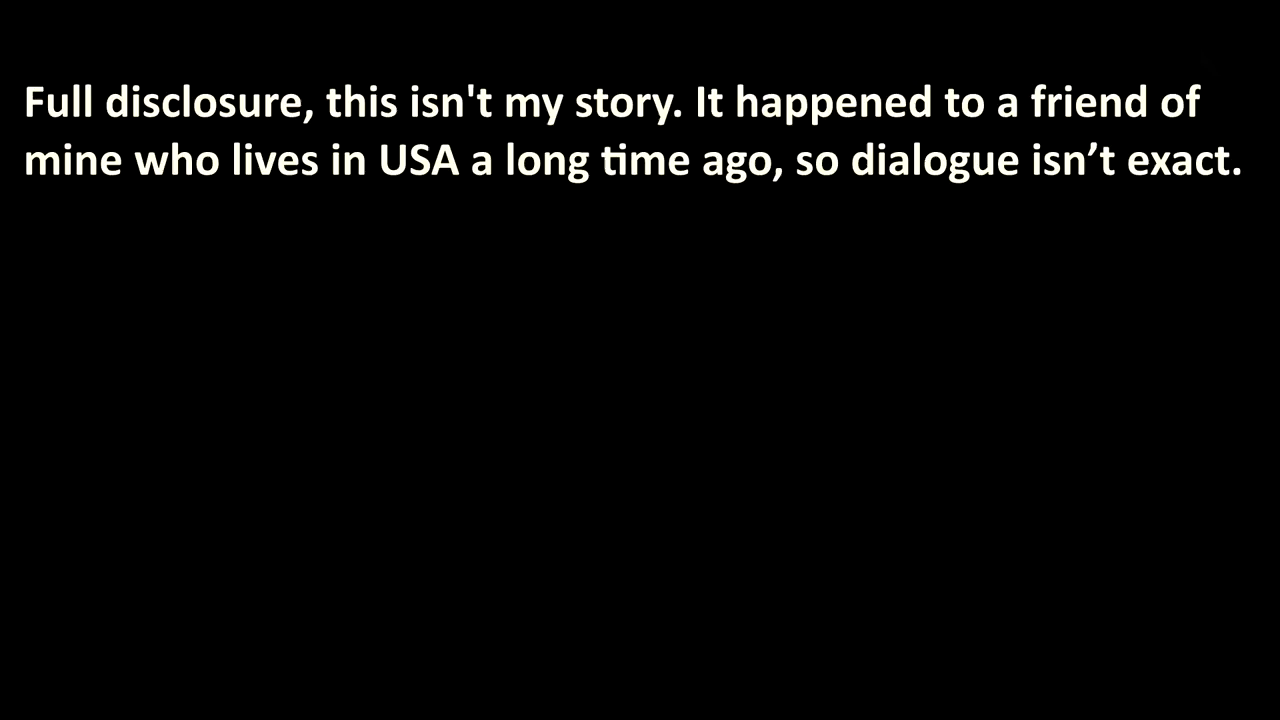 Full disclosure, this isn't my story. It happened to a friend of
mine who lives in USA a long time ago, so dialogue isn’t exact.